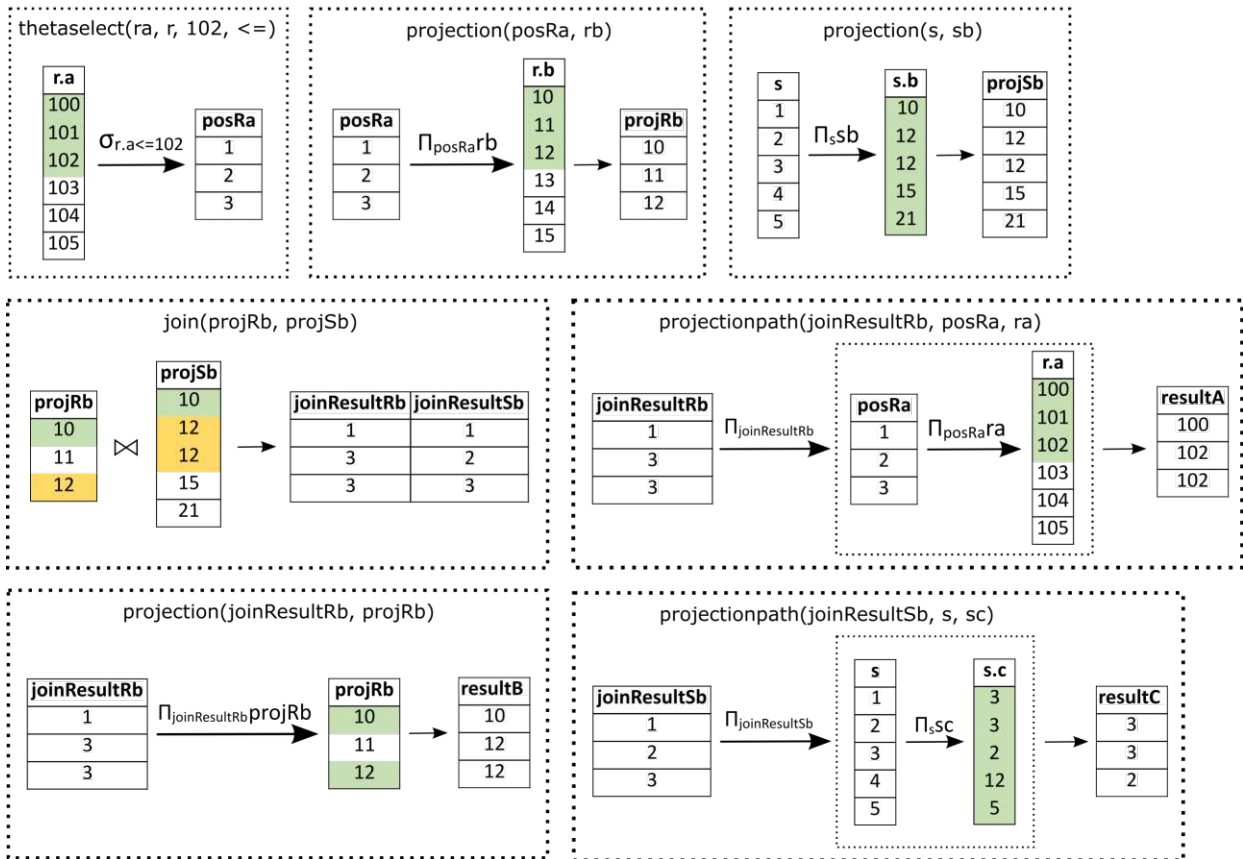 thetaselect(ra, r, 102, <=)
r.a
100
101
102
103
104
105
σr.a<=102
posRa
1
2
3
projection(posRa, rb)
posRa
1
2
3
ΠposRarb
r.b
10
11
12
13
14
15
projRb
10
11
12
projection(s, sb)
s
1
2
3
4
5
Πssb
s.b
10
12
12
15
21
projSb
10
12
12
15
21
join(projRb, projSb)
projRb
10
11
12
⋈
projSb
10
12
12
15
21
joinResultRb joinResultSb
1 1
3 2
3 3
projectionpath(joinResultRb, posRa, ra)
joinResultRb
1
3
3
ΠjoinResultRb
posRa
1
2
3
ΠposRara
r.a
100
101
102
103
104
105
resultA
100
102
102
projection(joinResultRb, projRb)
joinResultRb
1
3
3
ΠjoinResultRbprojRb
projRb
10
11
12
resultB
10
12
12
projectionpath(joinResultSb, s, sc)
joinResultSb
1
2
3
ΠjoinResultSb
s
1
2
3
4
5
Πssc
s.c
3
3
2
12
5
resultC
3
3
2